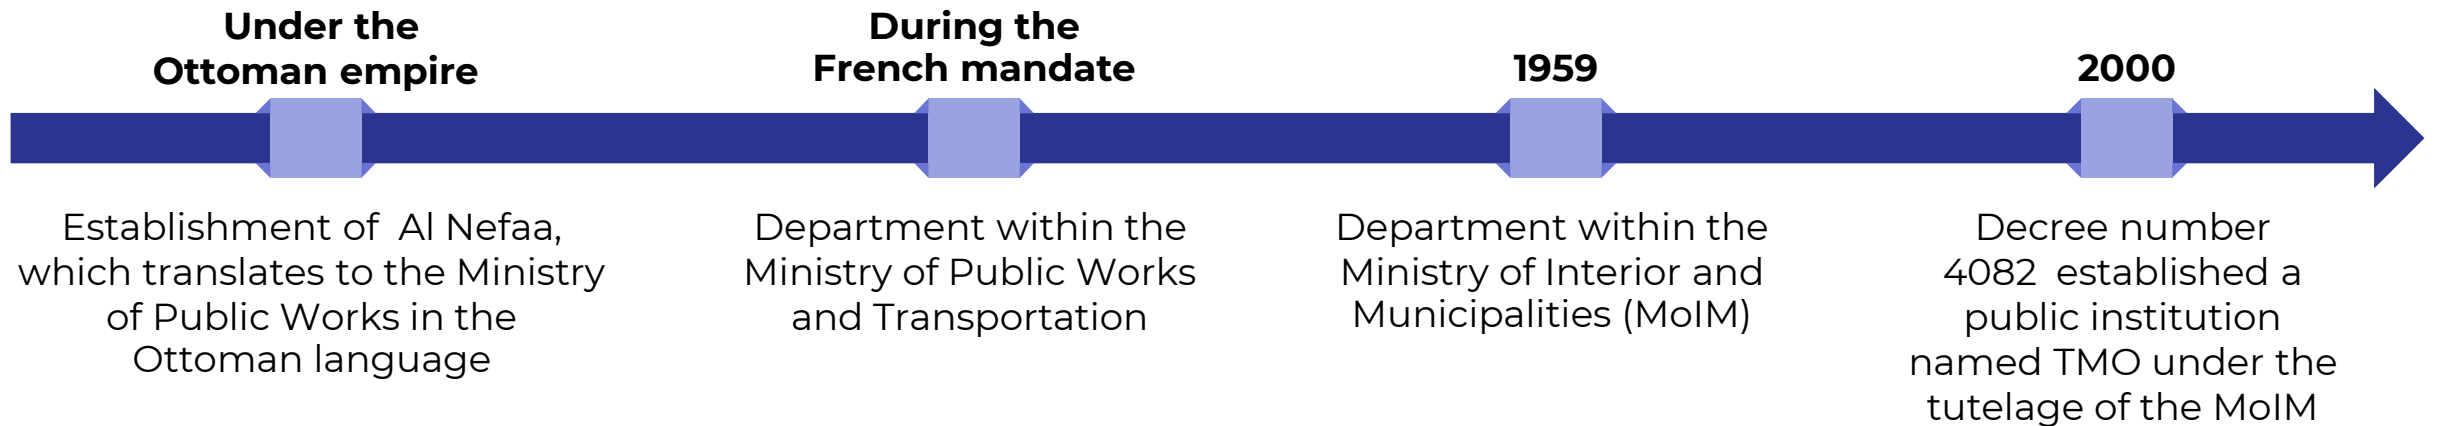 Under the
Ottoman empire
Establishment of  Al Nefaa,
which translates to the Ministry
of Public Works in the
Ottoman language
During the
French mandate
Department within the
Ministry of Public Works
and Transportation
1959
Department within the
Ministry of Interior and
Municipalities (MoIM)
2000
Decree number
4082  established a
public institution
named TMO under the
tutelage of the MoIM